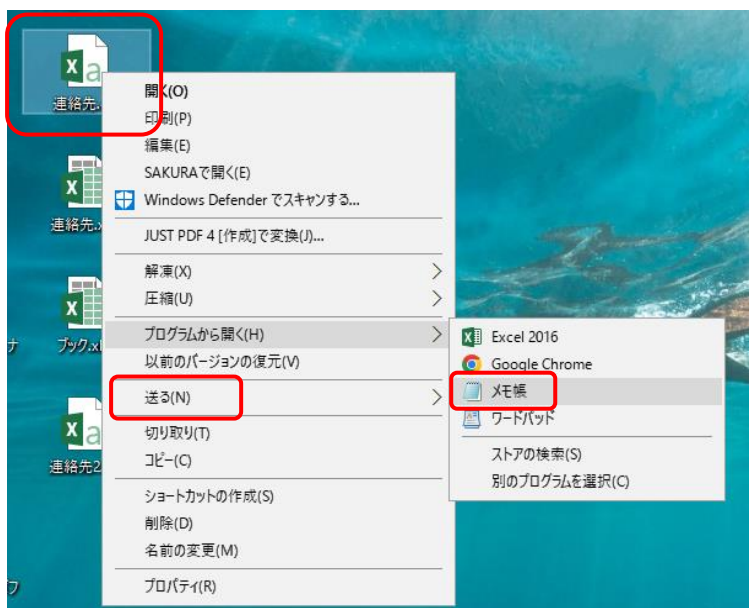 連絡先.
連絡先.x
ブック.xl
連絡先2
開く(O)
印刷(P)
編集(E)
SAKURAで開く(E)
Windows Defender でスキャンする...
JUST PDF 4 [作成]で変換(J)...
解凍(X)
圧縮(U)
プログラムから開く(H)
以前のバージョンの復元(V)
送る(N)
切り取り(T)
コピー(C)
ショートカットの作成(S)
削除(D)
名前の変更(M)
プロパティ(R)
Excel 2016
Google Chrome
メモ帳
ワードパッド
ストアの検索(S)
別のプログラムを選択(C)